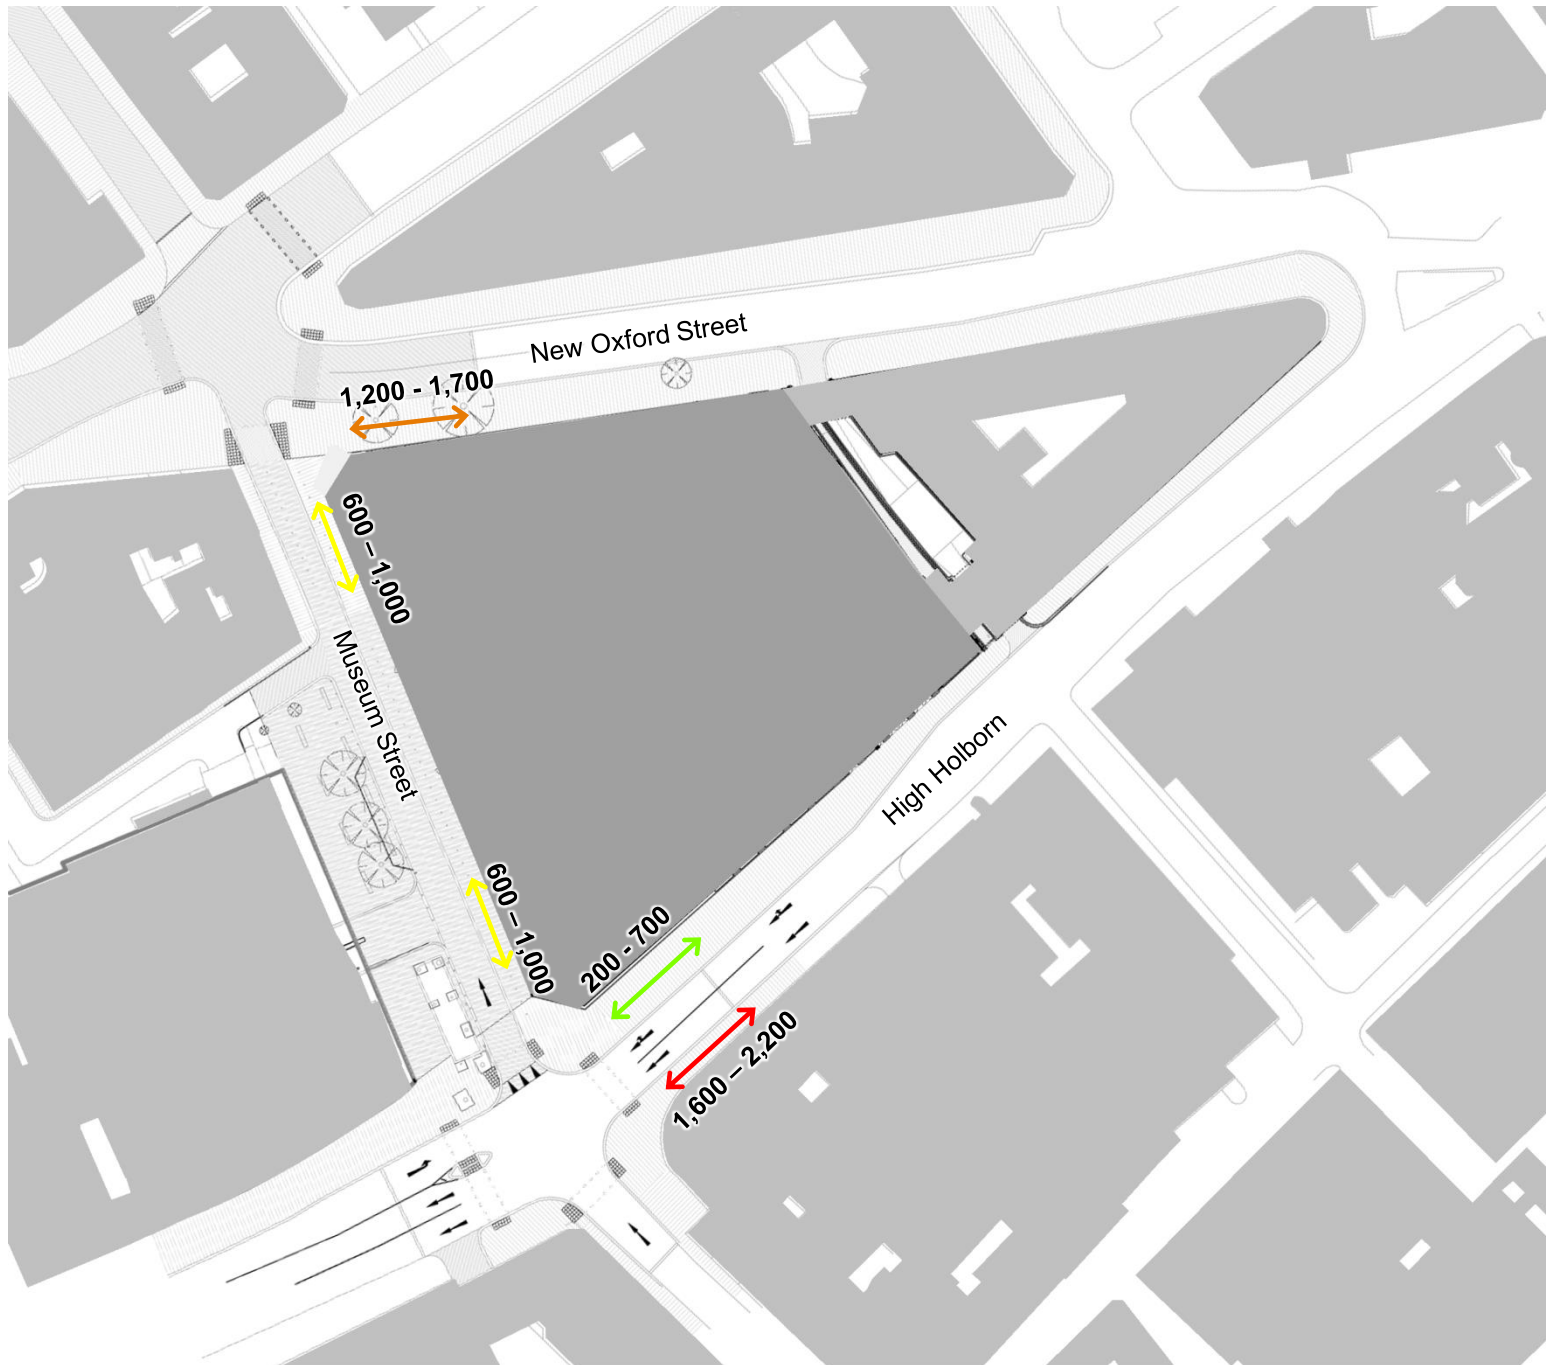 New Oxford Street
1,200 - 1,700
600 – 1,000
Museum Street
High Holborn
600 – 1,000
200 - 700
1,600 – 2,200